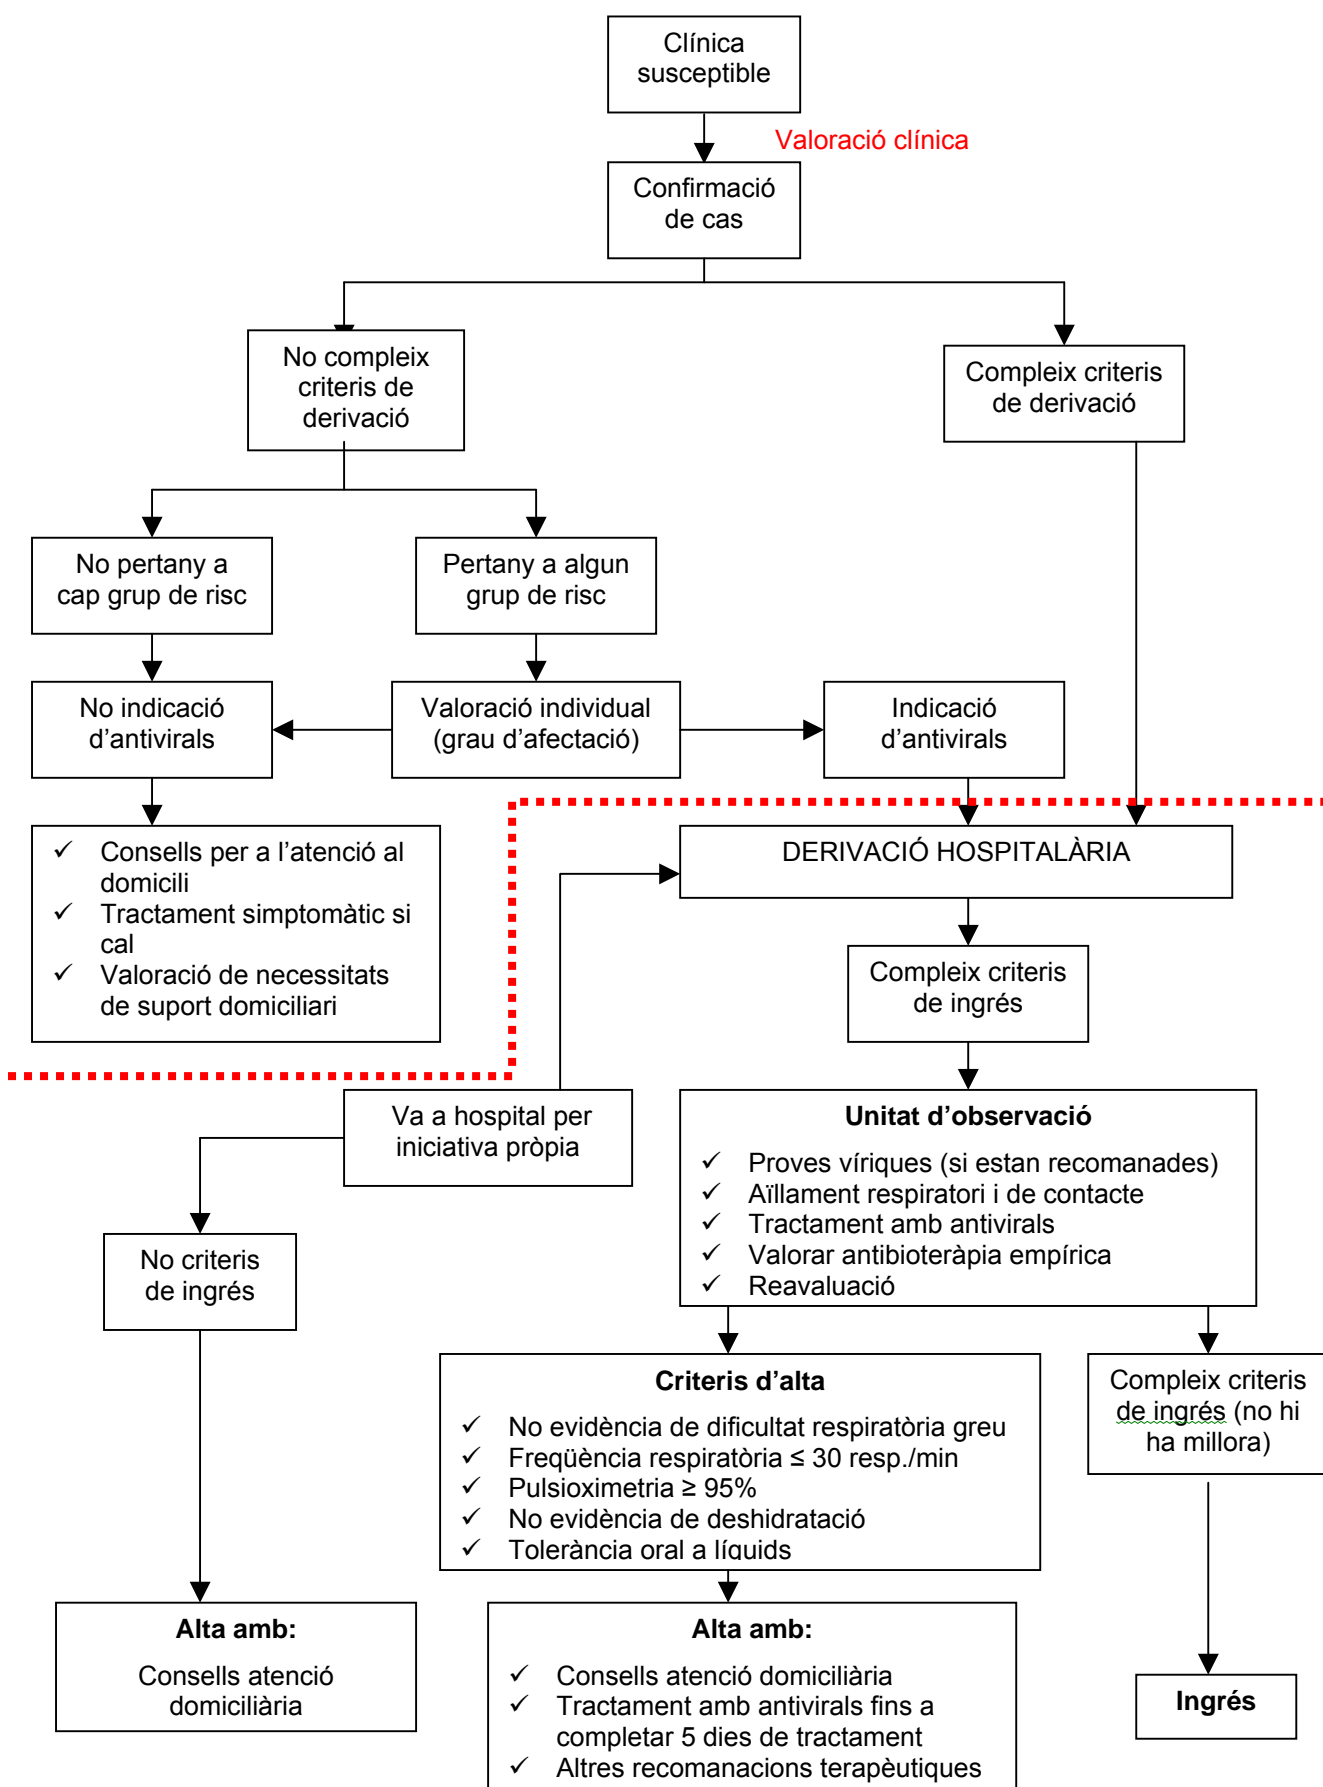 Clínica
susceptible
Valoració clínica
Confirmació
de cas
No compleix
criteris de
derivació
Compleix criteris
de derivació
No pertany a
cap grup de risc
Pertany a algun
grup de risc
No indicació
d’antivirals
Valoració individual
(grau d’afectació)
Indicació
d’antivirals
✓ Consells per a l’atenció al
domicili
✓ Tractament simptomàtic si
cal
✓ Valoració de necessitats
de suport domiciliari
DERIVACIÓ HOSPITALÀRIA
Compleix criteris
de ingrés
Va a hospital per
iniciativa pròpia
Unitat d’observació
✓ Proves víriques (si estan recomanades)
✓ Aïllament respiratori i de contacte
✓ Tractament amb antivirals
✓ Valorar antibioteràpia empírica
✓ Reavaluació
No criteris
de ingrés
Criteris d’alta
✓ No evidència de dificultat respiratòria greu
✓ Freqüència respiratòria ≤ 30 resp./min
✓ Pulsioximetria ≥ 95%
✓ No evidència de deshidratació
✓ Tolerància oral a líquids
Compleix criteris
de ingrés (no hi
ha millora)
Alta amb:
Consells atenció
domiciliària
Alta amb:
✓ Consells atenció domiciliària
✓ Tractament amb antivirals fins a
completar 5 dies de tractament
✓ Altres recomanacions terapèutiques
Ingrés